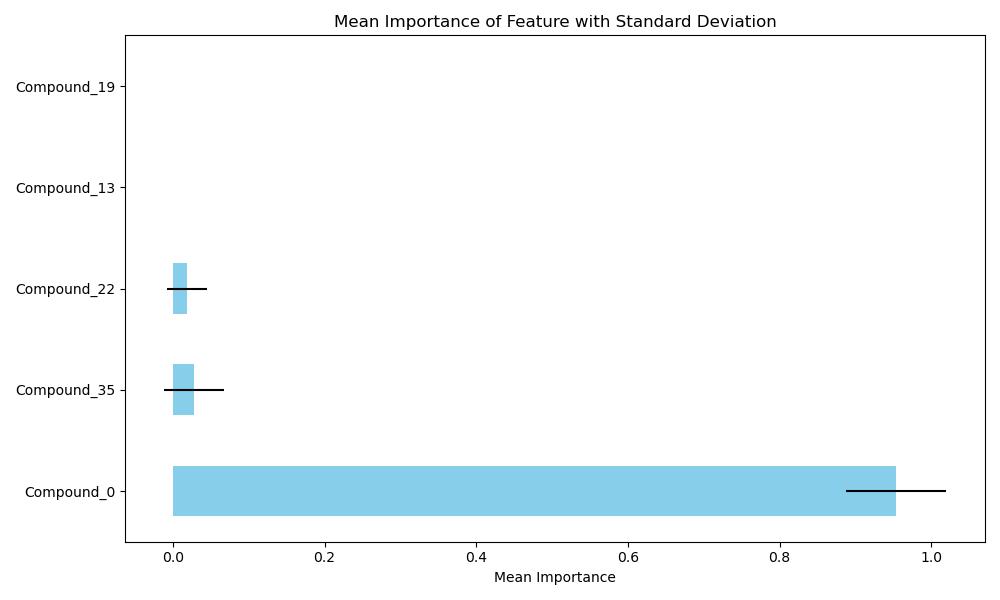 Mean Importance of Feature with Standard Deviation
Compound_19
Compound_13
Compound_22
Compound_35
Compound_0
0.0 0.2 0.4 0.6 0.8 1.0
Mean Importance